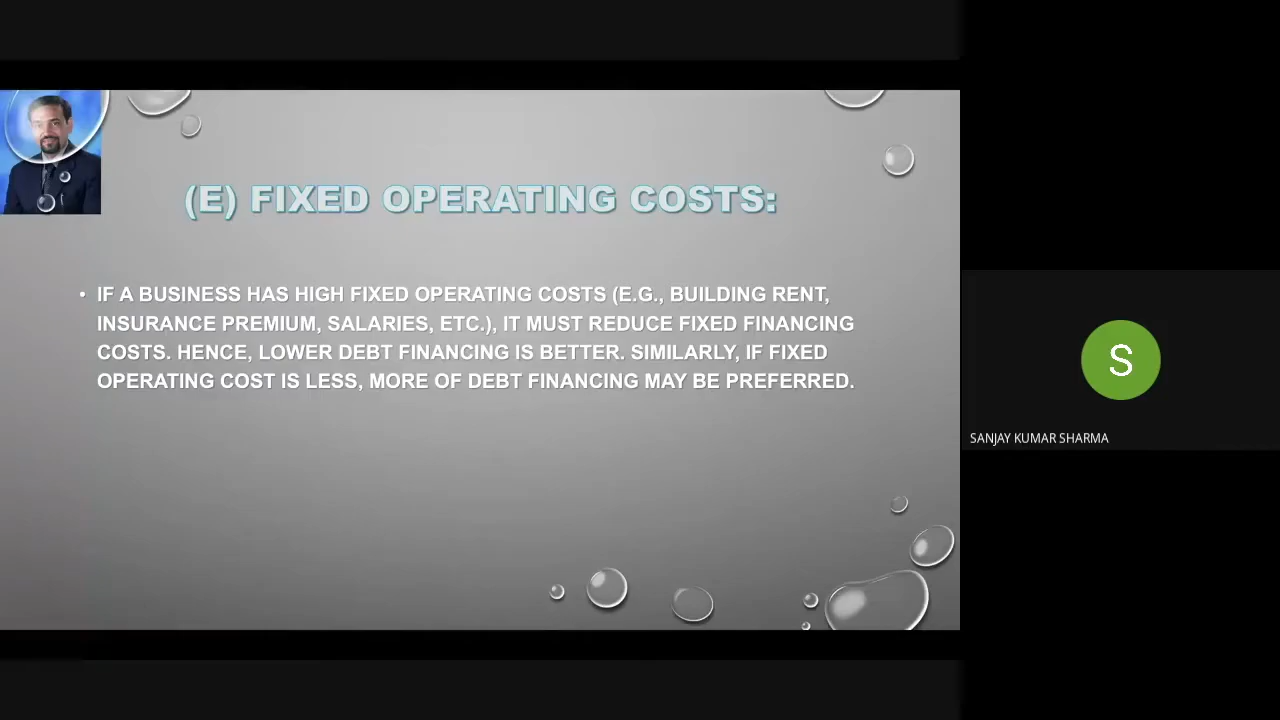 (E) FIXED OPERATING COSTS:
• IF A BUSINESS HAS HIGH FIXED OPERATING COSTS (E.G., BUILDING RENT,
INSURANCE PREMIUM, SALARIES, ETC.), IT MUST REDUCE FIXED FINANCING
COSTS. HENCE, LOWER DEBT FINANCING IS BETTER. SIMILARLY, IF FIXED
OPERATING COST IS LESS, MORE OF DEBT FINANCING MAY BE PREFERRED.
S
SANJAY KUMAR SHARMA